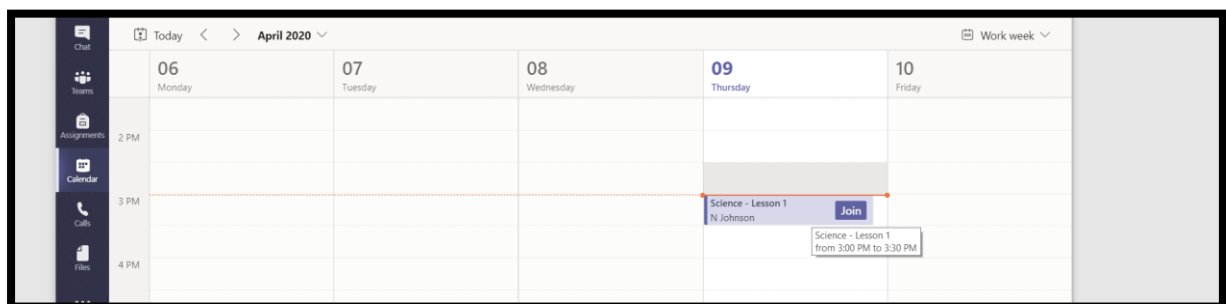 Chat
Teams
Assignments
Calendar
Calls
Files
Today April 2020 Work week
06 07 08 09 10
Monday Tuesday Wednesday Thursday Friday
2 PM
3 PM
4 PM
Science - Lesson 1
N Johnson
Join
Science - Lesson 1
from 3:00 PM to 3:30 PM